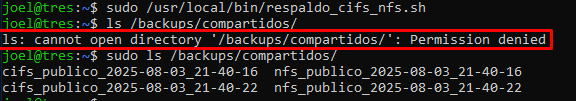 joel@tres:~$ sudo /usr/local/bin/respaldo_cifs_nfs.sh
joel@tres:~$ ls /backups/compartidos/
ls: cannot open directory '/backups/compartidos/': Permission denied
joel@tres:~$ sudo ls /backups/compartidos/
cifs_publico_2025-08-03_21-40-16  nfs_publico_2025-08-03_21-40-16
cifs_publico_2025-08-03_21-40-22  nfs_publico_2025-08-03_21-40-22